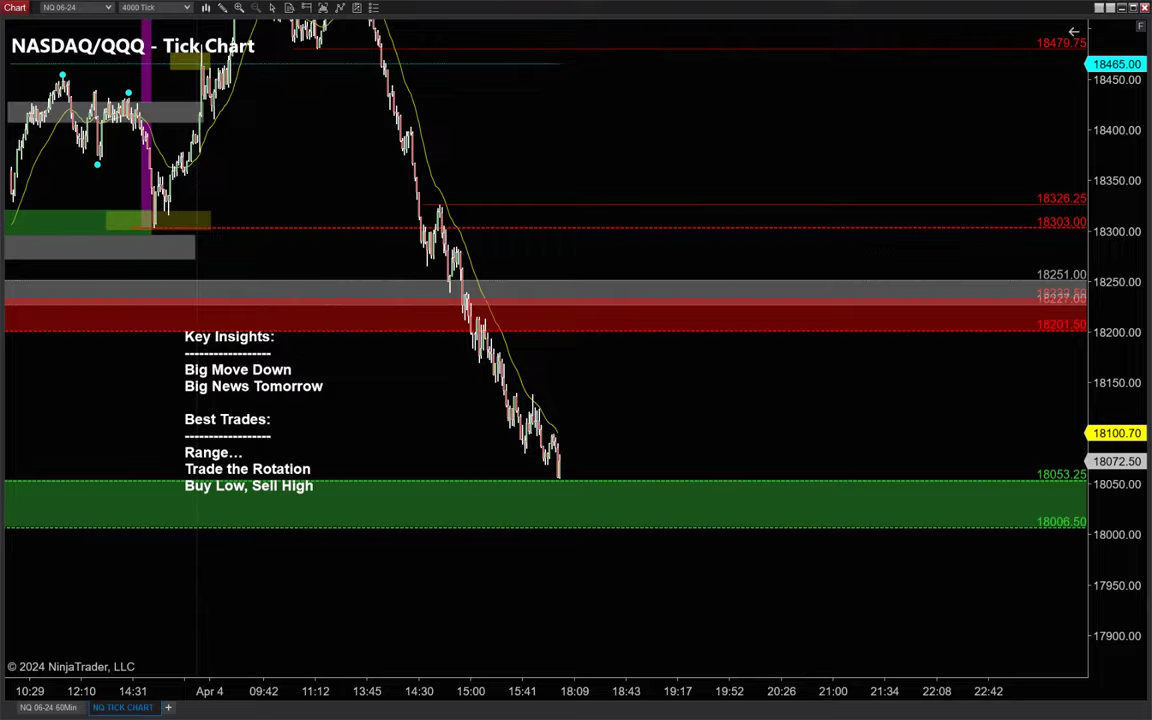 Chart
NQ 06-24
4000 Tick
F
NASDAQ/QQQ - Tick Chart
18479.75
18465.00
18450.00
18400.00
18350.00
18326.25
18303.00
18300.00
18251.00
18250.00
18227.00
18201.50
18200.00
Key Insights:
-------------------
Big Move Down
Big News Tomorrow
Best Trades:
-------------------
Range...
Trade the Rotation
Buy Low, Sell High
18150.00
18100.70
18072.50
18053.25
18050.00
18006.50
18000.00
17950.00
17900.00
© 2024 NinjaTrader, LLC
10:29 12:10 14:31 Apr 4 09:42 11:12 13:45 14:30 15:00 15:41 18:09 18:43 19:17 19:52 20:26 21:00 21:34 22:08 22:42
NQ 06-24 60Min NQ TICK CHART +